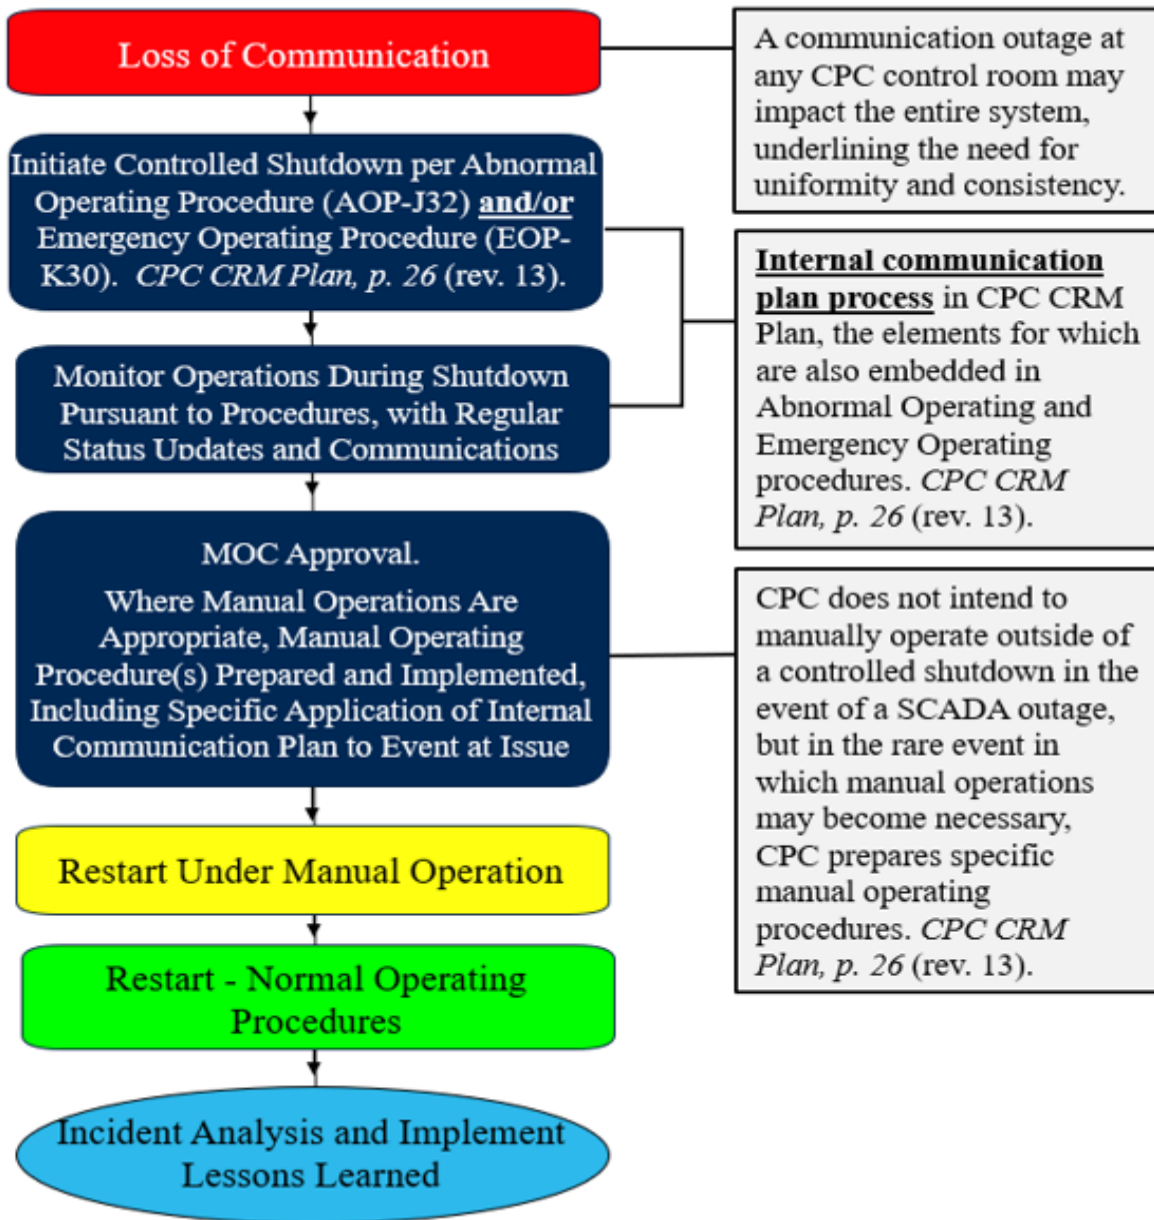 Loss of Communication
A communication outage at
any CPC control room may
impact the entire system,
underlining the need for
uniformity and consistency.
Initiate Controlled Shutdown per Abnormal
Operating Procedure (AOP-J32) and/or
Emergency Operating Procedure (EOP-
K30). CPC CRM Plan, p. 26 (rev. 13).
Monitor Operations During Shutdown
Pursuant to Procedures, with Regular
Status Updates and Communications
Internal communication
plan process in CPC CRM
Plan, the elements for which
are also embedded in
Abnormal Operating and
Emergency Operating
procedures. CPC CRM
Plan, p. 26 (rev. 13).
MOC Approval.
Where Manual Operations Are
Appropriate, Manual Operating
Procedure(s) Prepared and Implemented,
Including Specific Application of Internal
Communication Plan to Event at Issue
CPC does not intend to
manually operate outside of
a controlled shutdown in the
event of a SCADA outage,
but in the rare event in
which manual operations
may become necessary,
CPC prepares specific
manual operating
procedures. CPC CRM
Plan, p. 26 (rev. 13).
Restart Under Manual Operation
Restart - Normal Operating
Procedures
Incident Analysis and Implement
Lessons Learned